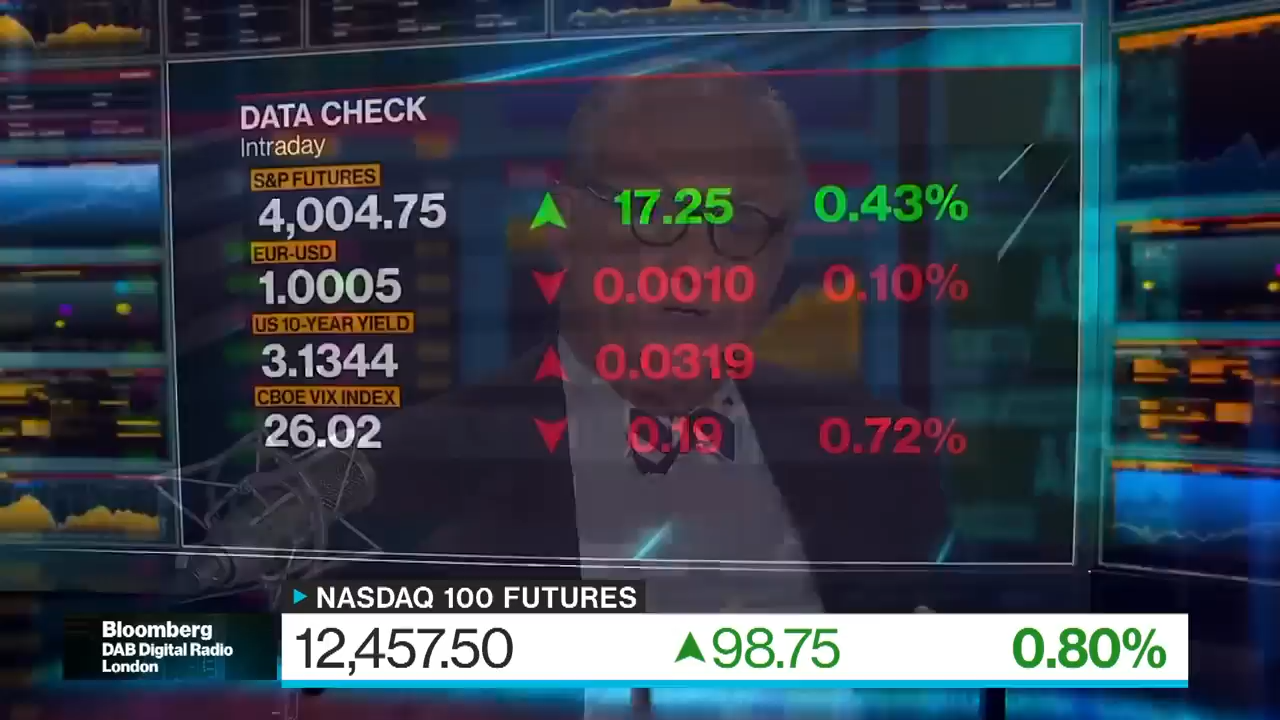 DATA CHECK
Intraday
S&P FUTURES
4,004.75 ▲ 17.25 0.43%
EUR-USD
1.0005 ▼ 0.0010 0.10%
US 10-YEAR YIELD
3.1344 ▲ 0.0319
CBOE VIX INDEX
26.02 ▼ 0.19 0.72%
NASDAQ 100 FUTURES
12,457.50 ▲ 98.75 0.80%
Bloomberg
DAB Digital Radio
London